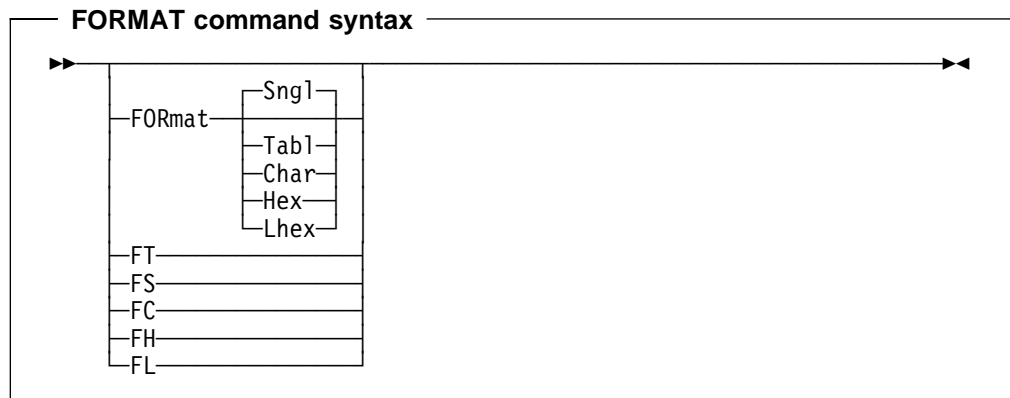 FORMAT command syntax
Sngl
FORmat
Tabl
Char
Hex
Lhex
FT
FS
FC
FH
FL